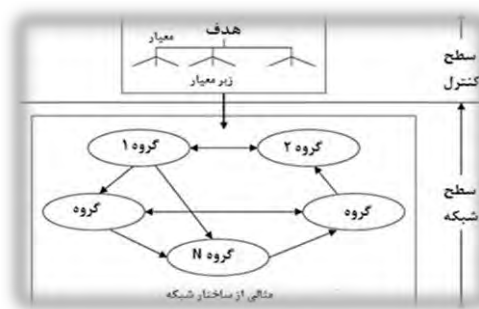 هدف
معیار
زیر معیار
سطح
کنترل
گروه ۱
گروه ۲
گروه
گروه
گروه N
سطح
شبکه
مثالی از ساختار شبکه